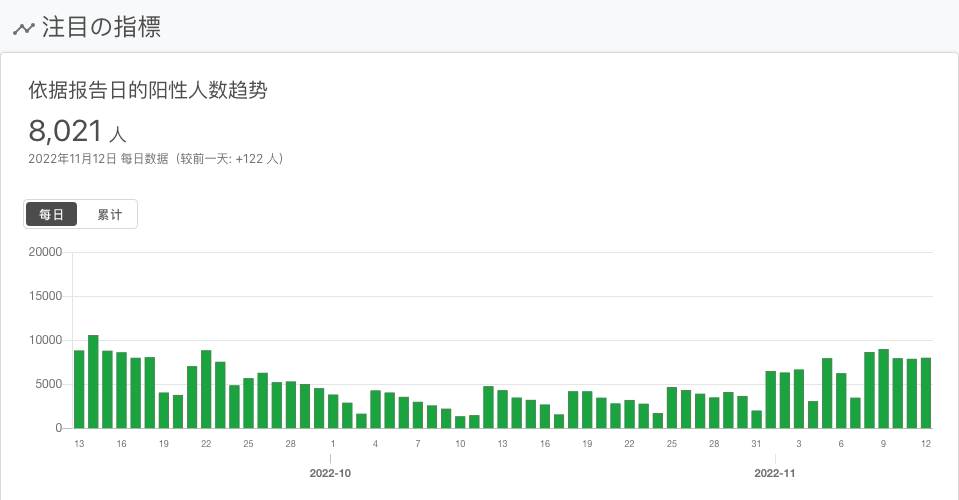 注目の指標
依据报告日的阳性人数趋势
8,021 人
2022年11月12日 每日数据（较前一天: +122 人）
每日 累计
20000
15000
10000
5000
0
13 16 19 22 25 28 1 4 7 10 13 16 19 22 25 28 31 3 6 9 12
2022-10 2022-11